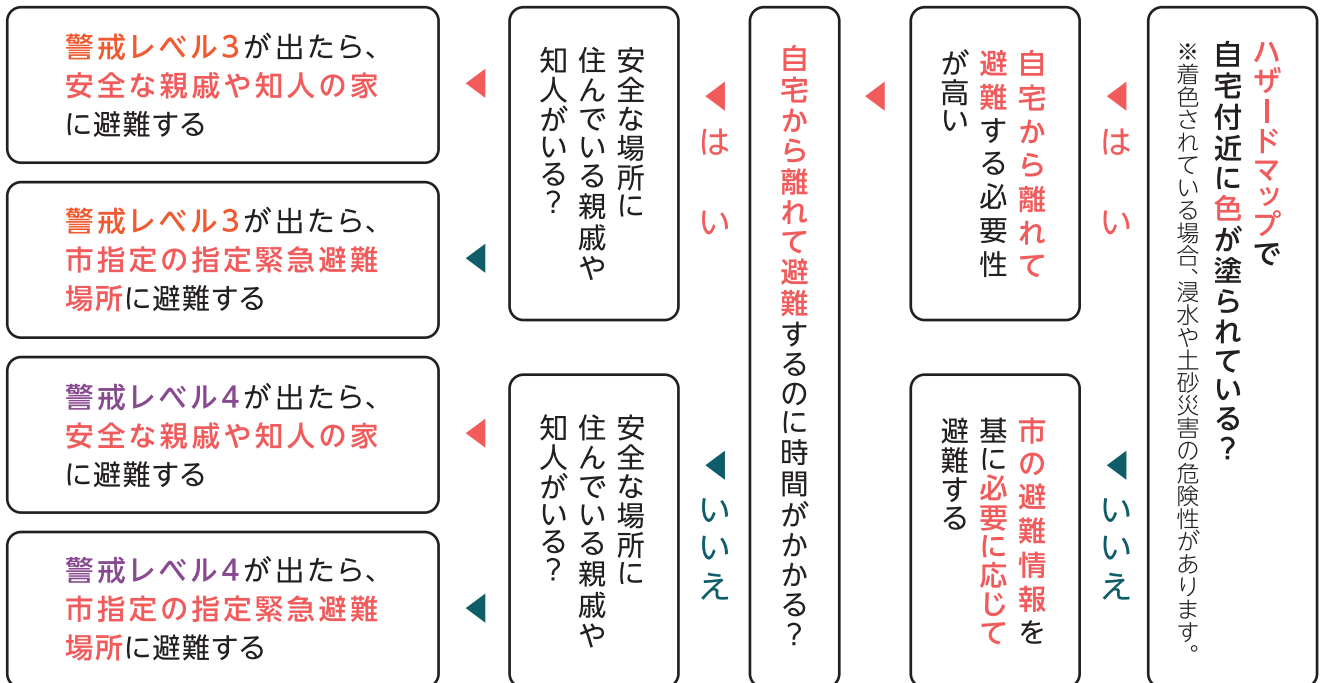 ハザードマップで
自宅付近に色が塗られている?
※着色されている場合、浸水や土砂災害の危険性があります。
はい
自宅から離れて
避難する必要性
が高い
いいえ
市の避難情報を
基に必要に応じて
避難する
自宅から離れて避難するのに時間がかかる?
はい
安全な場所に
住んでいる親戚や
知人がいる?
いいえ
安全な場所に
住んでいる親戚や
知人がいる?
警戒レベル3が出たら、
安全な親戚や知人の家
に避難する
警戒レベル3が出たら、
市指定の指定緊急避難
場所に避難する
警戒レベル4が出たら、
安全な親戚や知人の家
に避難する
警戒レベル4が出たら、
市指定の指定緊急避難
場所に避難する